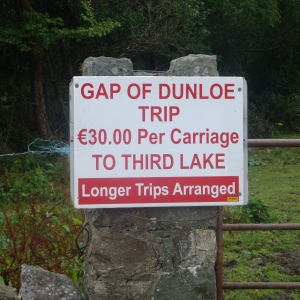 GAP OF DUNLOE
TRIP
€30.00 Per Carriage
TO THIRD LAKE
Longer Trips Arranged